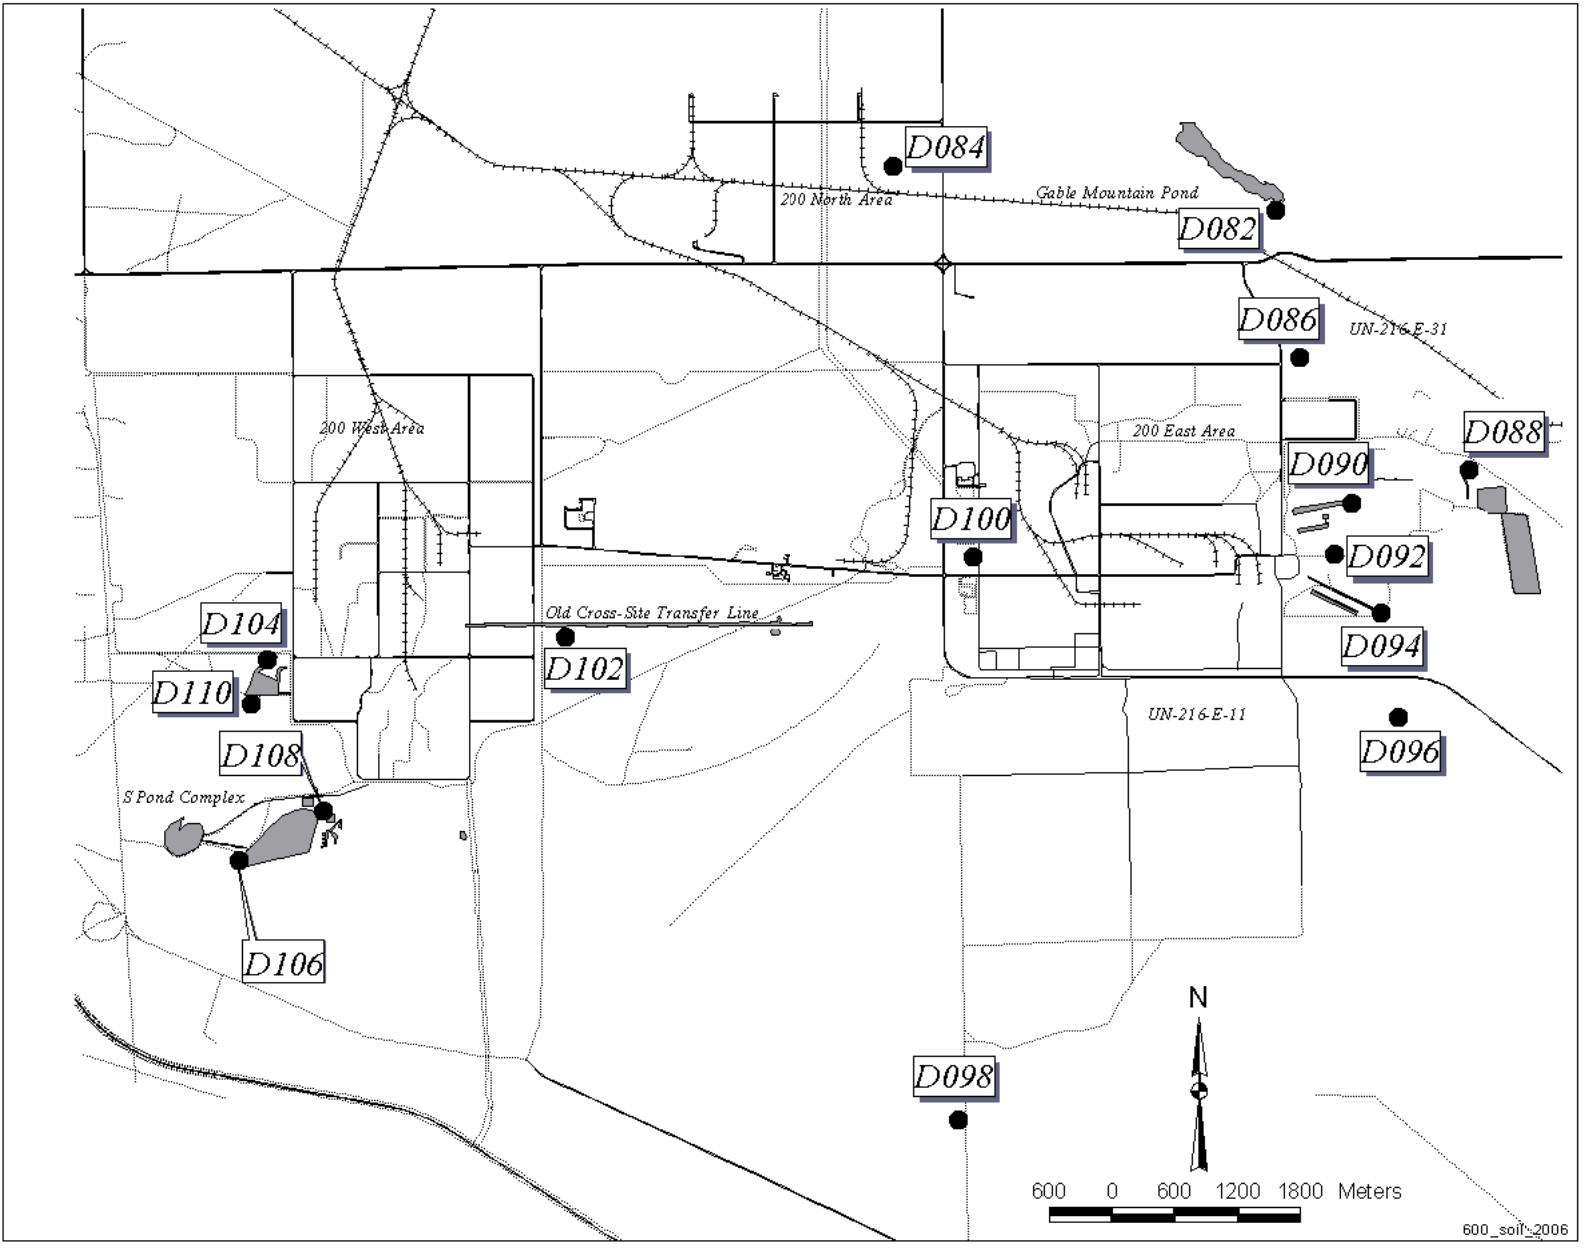 D084
Gable Mountain Pond
200 North Area
D082
D086
UN-216-E-31
D088
200 West Area
200 East Area
D090
D100
D092
D104
Old Cross-Site Transfer Line
D094
D102
D110
UN-216-E-11
D108
D096
S Pond Complex
D106
N
D098
600 0 600 1200 1800 Meters
600_soil_2006